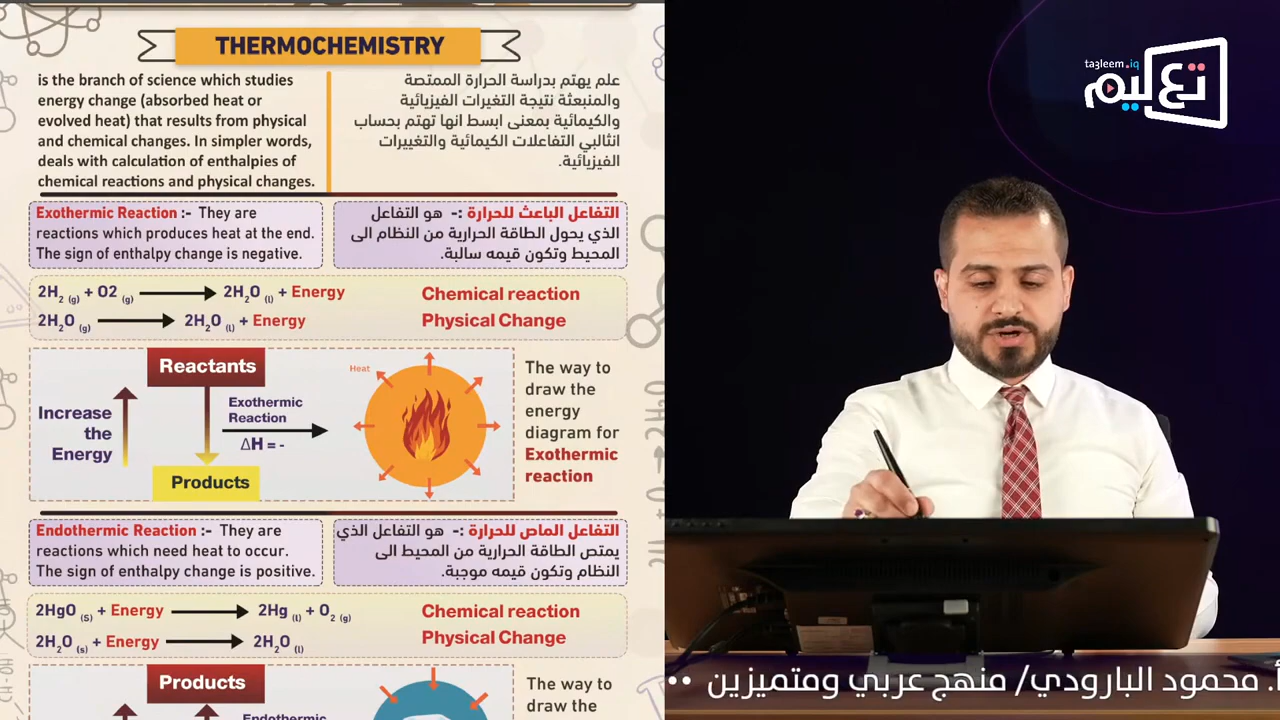 THERMOCHEMISTRY
is the branch of science which studies
energy change (absorbed heat or
evolved heat) that results from physical
and chemical changes. In simpler words,
deals with calculation of enthalpies of
chemical reactions and physical changes.
علم يهتم بدراسة الحرارة الممتصة
والمنبعثة نتيجة التغيرات الفيزيائية
والكيمائية بمعنى ابسط انها تهتم بحساب
انثالبي التفاعلات الكيمائية والتغييرات
الفيزيائية.
Exothermic Reaction :- They are
reactions which produces heat at the end.
The sign of enthalpy change is negative.
التفاعل الباعث للحرارة :- هو التفاعل
الذي يحول الطاقة الحرارية من النظام الى
المحيط وتكون قيمه سالبة.
2H2 (g) + O2 (g) ⟶ 2H2O (l) + Energy
Chemical reaction
2H2O (g) ⟶ 2H2O (l) + Energy
Physical Change
Reactants
Increase
the
Energy
Exothermic
Reaction
ΔH = -
Products
Heat
The way to
draw the
energy
diagram for
Exothermic
reaction
Endothermic Reaction :- They are
reactions which need heat to occur.
The sign of enthalpy change is positive.
التفاعل الماص للحرارة :- هو التفاعل الذي
يمتص الطاقة الحرارية من المحيط الى
النظام وتكون قيمه موجبة.
2HgO (S) + Energy ⟶ 2Hg (l) + O2 (g)
Chemical reaction
2H2O (s) + Energy ⟶ 2H2O (l)
Physical Change
Products
Endothermic
The way to
draw the
ta3leem.iq
تعليم
أ. محمود البارودي/ منهج عربي ومتميزين